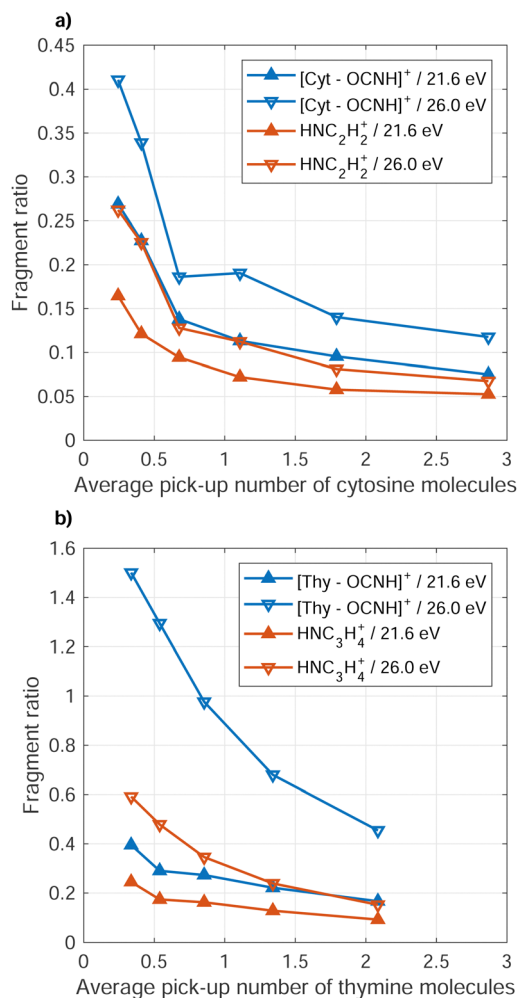 a)
0.45
0.4
0.35
0.3
0.25
0.2
0.15
0.1
0.05
0
Fragment ratio
[Cyt - OCNH]⁺ / 21.6 eV
[Cyt - OCNH]⁺ / 26.0 eV
HNC₂H₂⁺ / 21.6 eV
HNC₂H₂⁺ / 26.0 eV
0 0.5 1 1.5 2 2.5 3
Average pick-up number of cytosine molecules
b)
1.6
1.4
1.2
1
0.8
0.6
0.4
0.2
0
Fragment ratio
[Thy - OCNH]⁺ / 21.6 eV
[Thy - OCNH]⁺ / 26.0 eV
HNC₃H₄⁺ / 21.6 eV
HNC₃H₄⁺ / 26.0 eV
0 0.5 1 1.5 2 2.5 3
Average pick-up number of thymine molecules